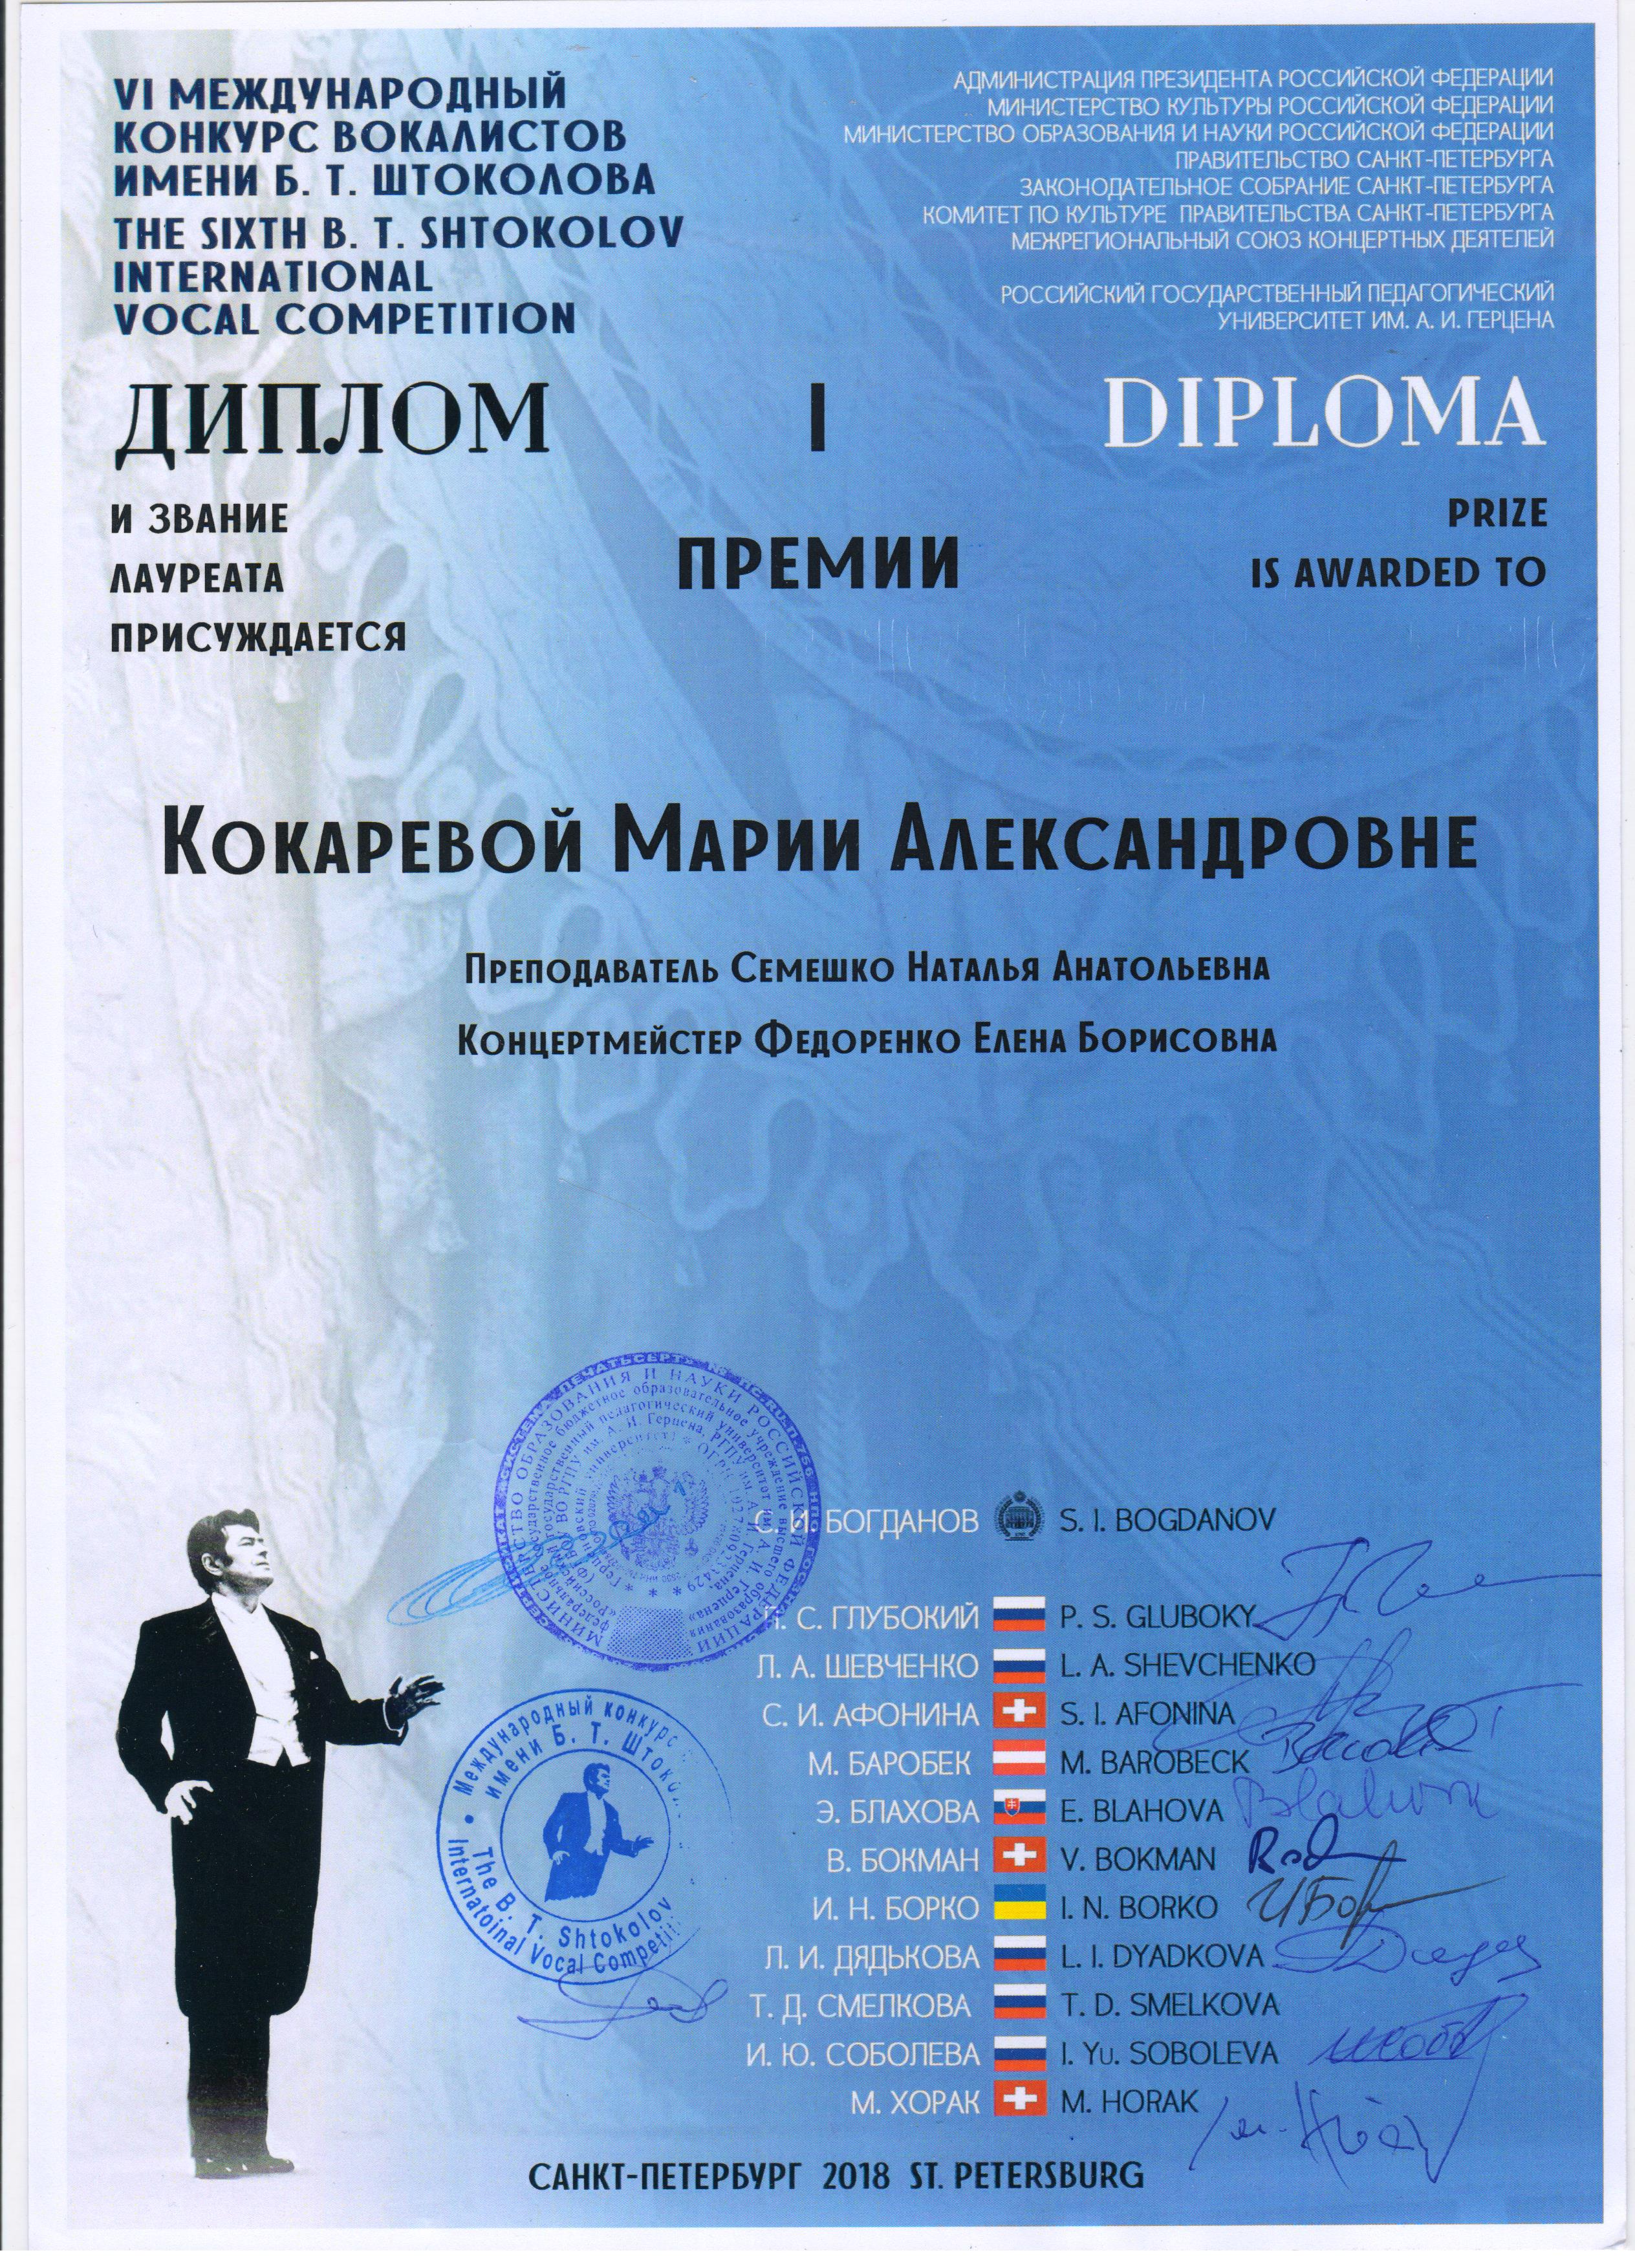 VI МЕЖДУНАРОДНЫЙ
КОНКУРС ВОКАЛИСТОВ
ИМЕНИ Б. Т. ШТОКОЛОВА
THE SIXTH B. T. SHTOKOLOV
INTERNATIONAL
VOCAL COMPETITION
АДМИНИСТРАЦИЯ ПРЕЗИДЕНТА РОССИЙСКОЙ ФЕДЕРАЦИИ
МИНИСТЕРСТВО КУЛЬТУРЫ РОССИЙСКОЙ ФЕДЕРАЦИИ
МИНИСТЕРСТВО ОБРАЗОВАНИЯ И НАУКИ РОССИЙСКОЙ ФЕДЕРАЦИИ
ПРАВИТЕЛЬСТВО САНКТ-ПЕТЕРБУРГА
ЗАКОНОДАТЕЛЬНОЕ СОБРАНИЕ САНКТ-ПЕТЕРБУРГА
КОМИТЕТ ПО КУЛЬТУРЕ ПРАВИТЕЛЬСТВА САНКТ-ПЕТЕРБУРГА
МЕЖРЕГИОНАЛЬНЫЙ СОЮЗ КОНЦЕРТНЫХ ДЕЯТЕЛЕЙ
РОССИЙСКИЙ ГОСУДАРСТВЕННЫЙ ПЕДАГОГИЧЕСКИЙ
УНИВЕРСИТЕТ ИМ. А. И. ГЕРЦЕНА
ДИПЛОМ I DIPLOMA
И ЗВАНИЕ
ЛАУРЕАТА
ПРИСУЖДАЕТСЯ
ПРЕМИИ
PRIZE
IS AWARDED TO
КОКАРЕВОЙ МАРИИ АЛЕКСАНДРОВНЕ
ПРЕПОДАВАТЕЛЬ СЕМЕШКО НАТАЛЬЯ АНАТОЛЬЕВНА
КОНЦЕРТМЕЙСТЕР ФЕДОРЕНКО ЕЛЕНА БОРИСОВНА
МИНИСТЕРСТВО ОБРАЗОВАНИЯ И НАУКИ РОССИЙСКОЙ ФЕДЕРАЦИИ
С. И. БОГДАНОВ S. I. BOGDANOV
П. С. ГЛУБОКИЙ P. S. GLUBOKY
Л. А. ШЕВЧЕНКО L. A. SHEVCHENKO
С. И. АФОНИНА S. I. AFONINA
М. БАРОБЕК M. BAROBECK
Э. БЛАХОВА E. BLAHOVA
В. БОКМАН V. BOKMAN
И. Н. БОРКО I. N. BORKO
Л. И. ДЯДЬКОВА L. I. DYADKOVA
Т. Д. СМЕЛКОВА T. D. SMELKOVA
И. Ю. СОБОЛЕВА I. Yu. SOBOLEVA
М. ХОРАК M. HORAK
Международный конкурс
имени Б. Т.
The B. T. Shtokolov
Internatoinal Vocal
САНКТ-ПЕТЕРБУРГ 2018 ST. PETERSBURG